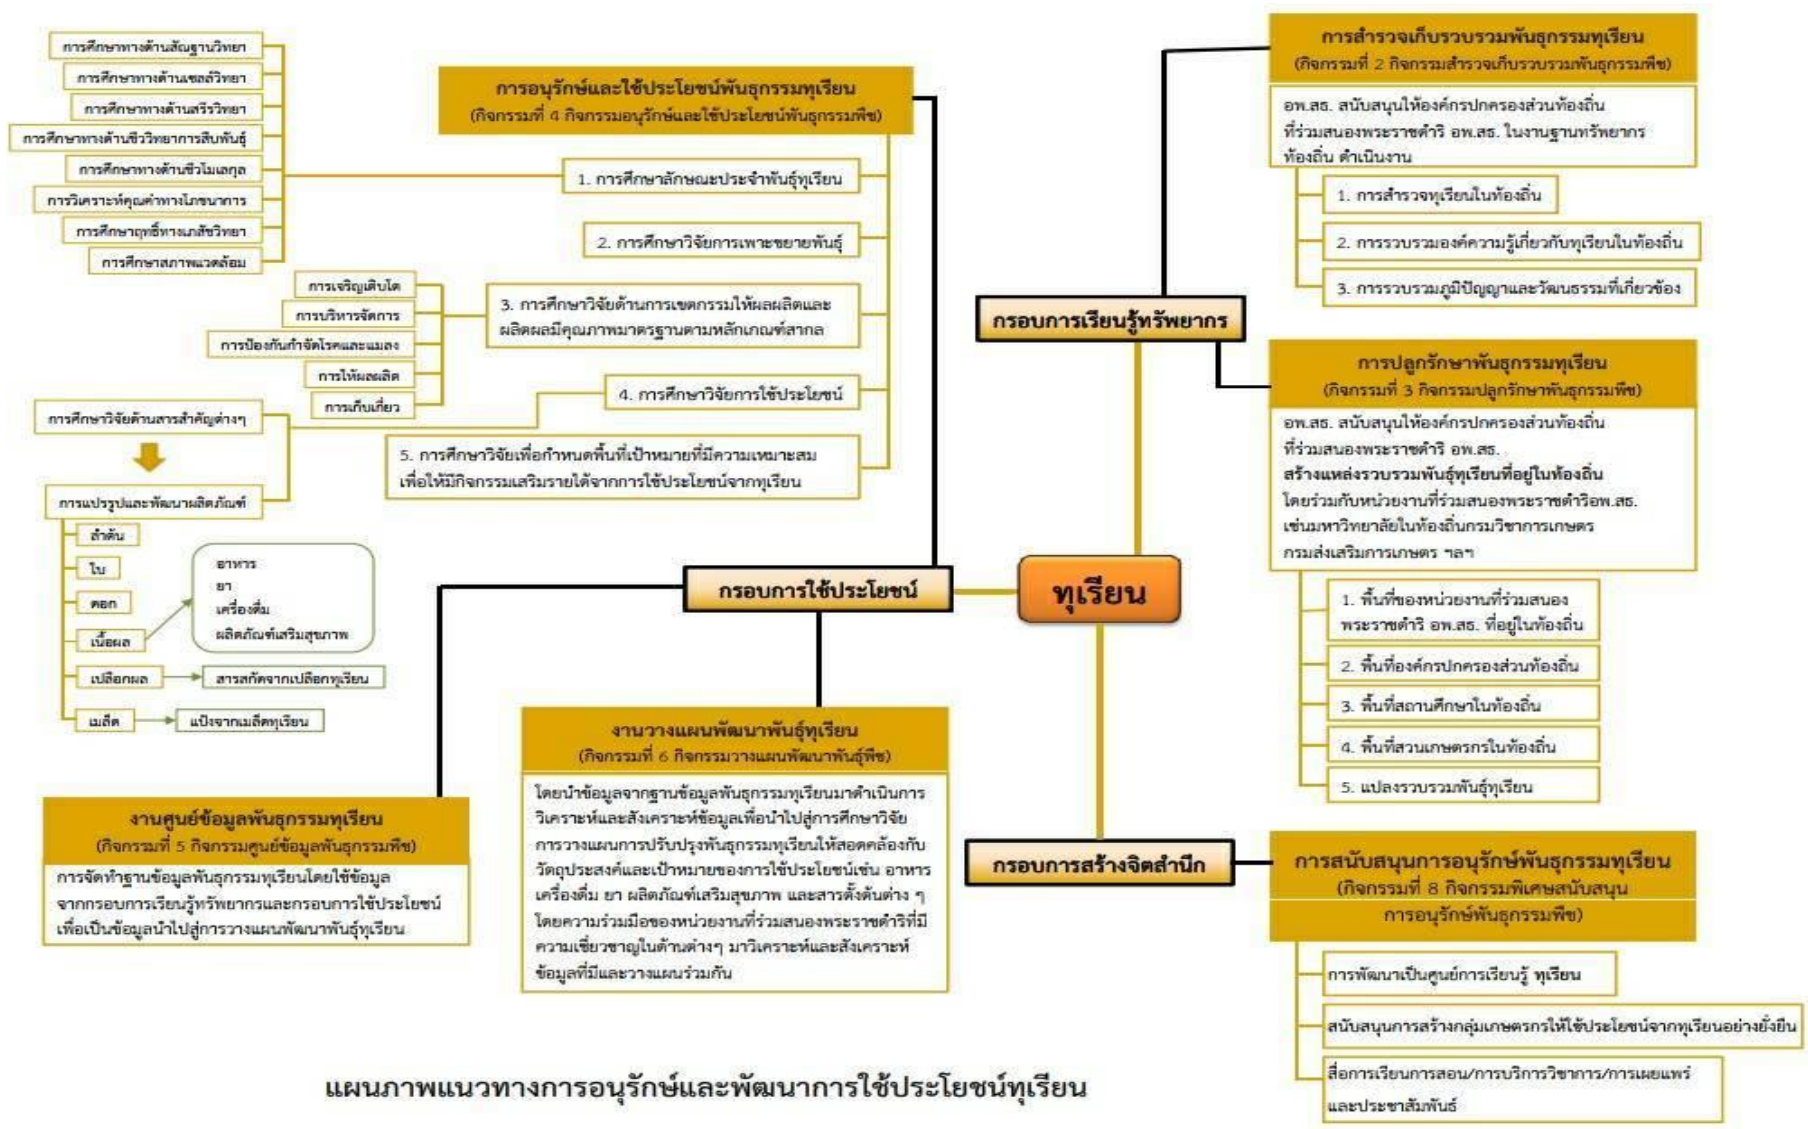 การศึกษาทางด้านสัณฐานวิทยา
การศึกษาทางด้านเซลล์วิทยา
การศึกษาทางด้านสรีรวิทยา
การศึกษาทางด้านชีววิทยาการสืบพันธุ์
การศึกษาทางด้านชีวโมเลกุล
การวิเคราะห์คุณค่าทางโภชนาการ
การศึกษาฤทธิ์ทางเภสัชวิทยา
การศึกษาสภาพแวดล้อม
การอนุรักษ์และใช้ประโยชน์พันธุกรรมทุเรียน
(กิจกรรมที่ 4 กิจกรรมอนุรักษ์และใช้ประโยชน์พันธุกรรมพืช)
1. การศึกษาลักษณะประจำพันธุ์ทุเรียน
2. การศึกษาวิจัยการเพาะขยายพันธุ์
3. การศึกษาวิจัยด้านการเขตกรรมให้ผลผลิตและ
ผลิตผลมีคุณภาพมาตรฐานตามหลักเกณฑ์สากล
การเจริญเติบโต
การบริหารจัดการ
การป้องกันกำจัดโรคและแมลง
การให้ผลผลิต
การเก็บเกี่ยว
4. การศึกษาวิจัยการใช้ประโยชน์
5. การศึกษาวิจัยเพื่อกำหนดพื้นที่เป้าหมายที่มีความเหมาะสม
เพื่อให้มีกิจกรรมเสริมรายได้จากการใช้ประโยชน์จากทุเรียน
การศึกษาวิจัยด้านสารสำคัญต่างๆ
การแปรรูปและพัฒนาผลิตภัณฑ์
ลำต้น
ใบ
ดอก
เนื้อผล
เปลือกผล
เมล็ด
อาหาร
ยา
เครื่องดื่ม
ผลิตภัณฑ์เสริมสุขภาพ
สารสกัดจากเปลือกทุเรียน
แป้งจากเมล็ดทุเรียน
กรอบการใช้ประโยชน์
ทุเรียน
งานศูนย์ข้อมูลพันธุกรรมทุเรียน
(กิจกรรมที่ 5 กิจกรรมศูนย์ข้อมูลพันธุกรรมพืช)
การจัดทำฐานข้อมูลพันธุกรรมทุเรียนโดยใช้ข้อมูล
จากกรอบการเรียนรู้ทรัพยากรและกรอบการใช้ประโยชน์
เพื่อเป็นข้อมูลนำไปสู่การวางแผนพัฒนาพันธุ์ทุเรียน
งานวางแผนพัฒนาพันธุ์ทุเรียน
(กิจกรรมที่ 6 กิจกรรมวางแผนพัฒนาพันธุ์พืช)
โดยนำข้อมูลจากฐานข้อมูลพันธุกรรมทุเรียนมาดำเนินการ
วิเคราะห์และสังเคราะห์ข้อมูลเพื่อนำไปสู่การศึกษาวิจัย
การวางแผนการปรับปรุงพันธุกรรมทุเรียนให้สอดคล้องกับ
วัตถุประสงค์และเป้าหมายของการใช้ประโยชน์เช่น อาหาร
เครื่องดื่ม ยา ผลิตภัณฑ์เสริมสุขภาพ และสารตั้งต้นต่าง ๆ
โดยความร่วมมือของหน่วยงานที่ร่วมสนองพระราชดำริที่มี
ความเชี่ยวชาญในด้านต่างๆ มาวิเคราะห์และสังเคราะห์
ข้อมูลที่มีและวางแผนร่วมกัน
กรอบการเรียนรู้ทรัพยากร
การสำรวจเก็บรวบรวมพันธุกรรมทุเรียน
(กิจกรรมที่ 2 กิจกรรมสำรวจเก็บรวบรวมพันธุกรรมพืช)
อพ.สธ. สนับสนุนให้องค์กรปกครองส่วนท้องถิ่น
ที่ร่วมสนองพระราชดำริ อพ.สธ. ในงานฐานทรัพยากร
ท้องถิ่น ดำเนินงาน
1. การสำรวจทุเรียนในท้องถิ่น
2. การรวบรวมองค์ความรู้เกี่ยวกับทุเรียนในท้องถิ่น
3. การรวบรวมภูมิปัญญาและวัฒนธรรมที่เกี่ยวข้อง
การปลูกรักษาพันธุกรรมทุเรียน
(กิจกรรมที่ 3 กิจกรรมปลูกรักษาพันธุกรรมพืช)
อพ.สธ. สนับสนุนให้องค์กรปกครองส่วนท้องถิ่น
ที่ร่วมสนองพระราชดำริ อพ.สธ.
สร้างแหล่งรวบรวมพันธุ์ทุเรียนที่อยู่ในท้องถิ่น
โดยร่วมกับหน่วยงานที่ร่วมสนองพระราชดำริอพ.สธ.
เช่นมหาวิทยาลัยในท้องถิ่นกรมวิชาการเกษตร
กรมส่งเสริมการเกษตร ฯลฯ
1. พื้นที่ของหน่วยงานที่ร่วมสนอง
พระราชดำริ อพ.สธ. ที่อยู่ในท้องถิ่น
2. พื้นที่องค์กรปกครองส่วนท้องถิ่น
3. พื้นที่สถานศึกษาในท้องถิ่น
4. พื้นที่สวนเกษตรกรในท้องถิ่น
5. แปลงรวบรวมพันธุ์ทุเรียน
กรอบการสร้างจิตสำนึก
การสนับสนุนการอนุรักษ์พันธุกรรมทุเรียน
(กิจกรรมที่ 8 กิจกรรมพิเศษสนับสนุน
การอนุรักษ์พันธุกรรมพืช)
การพัฒนาเป็นศูนย์การเรียนรู้ ทุเรียน
สนับสนุนการสร้างกลุ่มเกษตรกรให้ใช้ประโยชน์จากทุเรียนอย่างยั่งยืน
สื่อการเรียนการสอน/การบริการวิชาการ/การเผยแพร่
และประชาสัมพันธ์
แผนภาพแนวทางการอนุรักษ์และพัฒนาการใช้ประโยชน์ทุเรียน